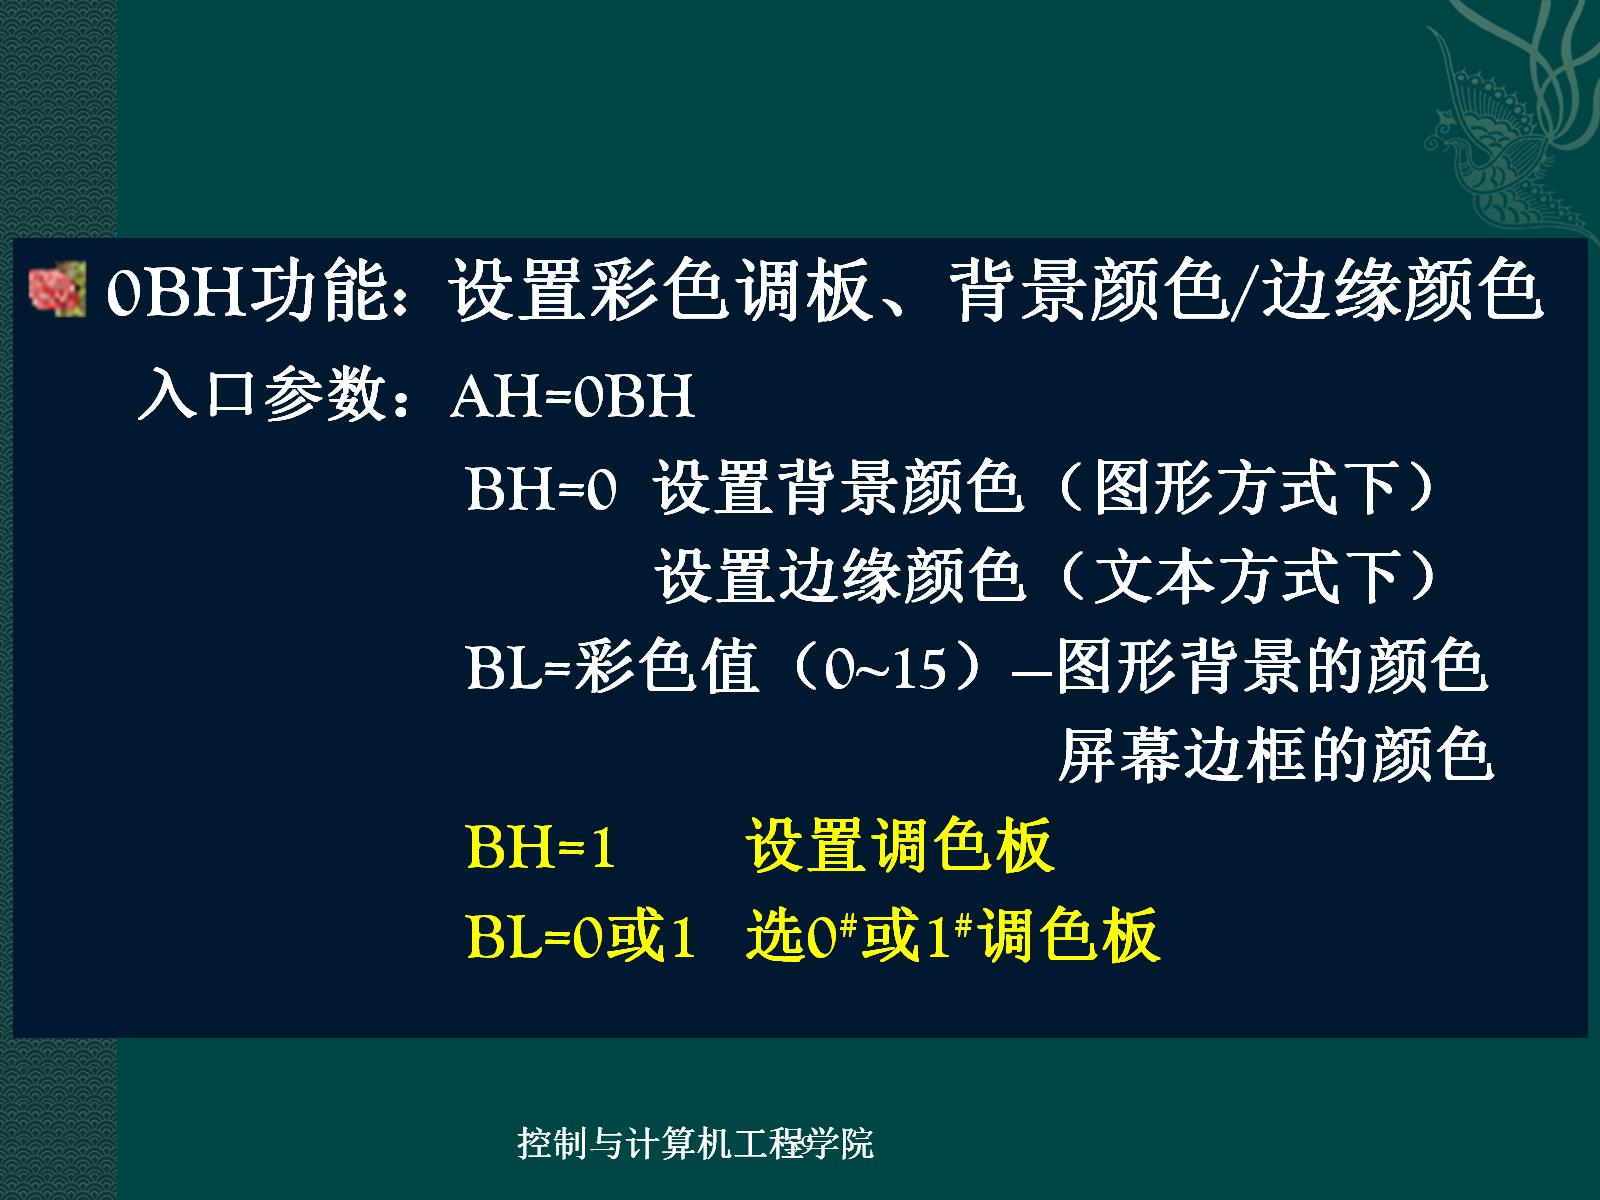 0BH功能：设置彩色调板、背景颜色/边缘颜色
入口参数：AH=0BH
BH=0 设置背景颜色（图形方式下）
设置边缘颜色（文本方式下）
BL=彩色值（0~15）–图形背景的颜色
屏幕边框的颜色
BH=1 设置调色板
BL=0或1 选0#或1#调色板
控制与计算机工程学院